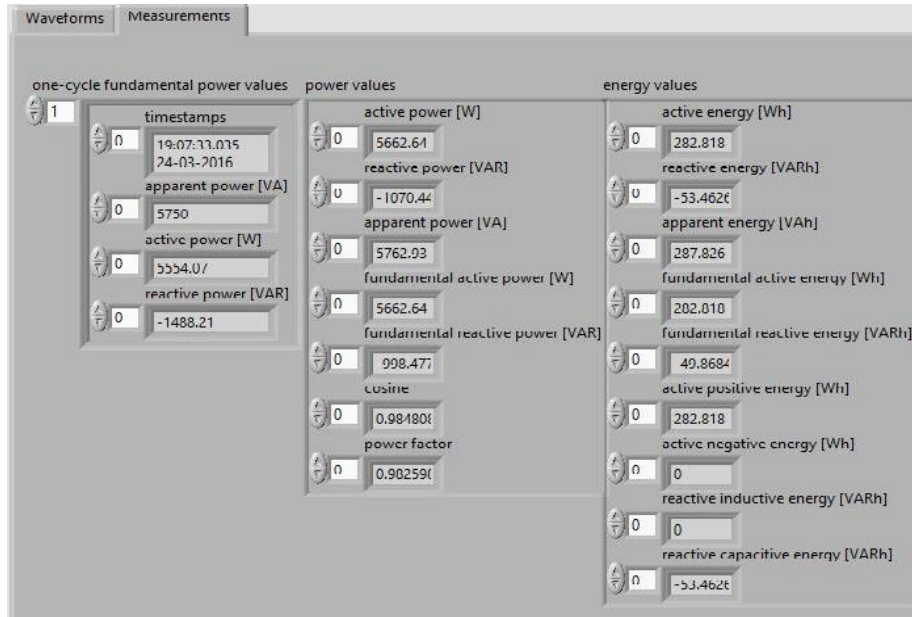 Waveforms Measurements
one-cycle fundamental power values power values energy values
1
timestamps
0 19:07:33.035
24-03-2016
apparent power [VA]
0 5750
active power [W]
0 5554.07
reactive power [VAR]
0 -1488.21
active power [W]
0 5662.64
reactive power [VAR]
0 -1070.44
apparent power [VA]
0 5762.93
fundamental active power [W]
0 5662.64
fundamental reactive power [VAR]
0 998.477
cosine
0 0.984808
power factor
0 0.982598
active energy [Wh]
0 282.818
reactive energy [VARh]
0 -53.4626
apparent energy [VAh]
0 287.826
fundamental active energy [Wh]
0 282.818
fundamental reactive energy [VARh]
0 49.8684
active positive energy [Wh]
0 282.818
active negative energy [Wh]
0 0
reactive inductive energy [VARh]
0 0
reactive capacitive energy [VARh]
0 -53.4626